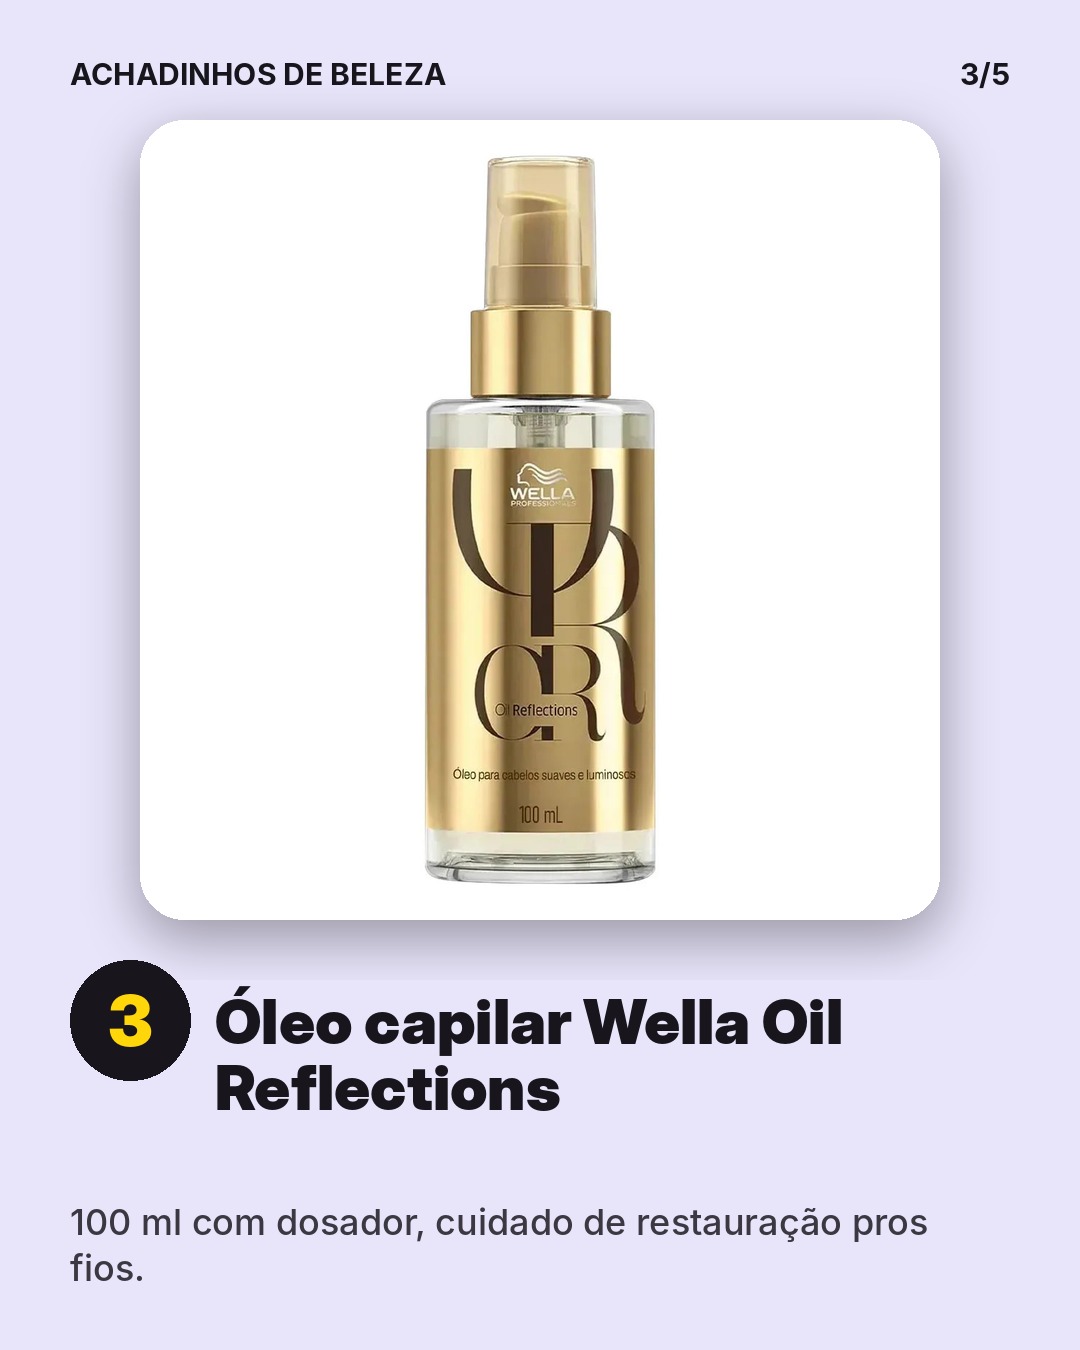 ACHADINHOS DE BELEZA
3/5
WELLA
PROFESSIONALS
OR
Oil Reflections
Óleo para cabelos suaves e luminosos
100 mL
3
Óleo capilar Wella Oil
Reflections
100 ml com dosador, cuidado de restauração pros
fios.